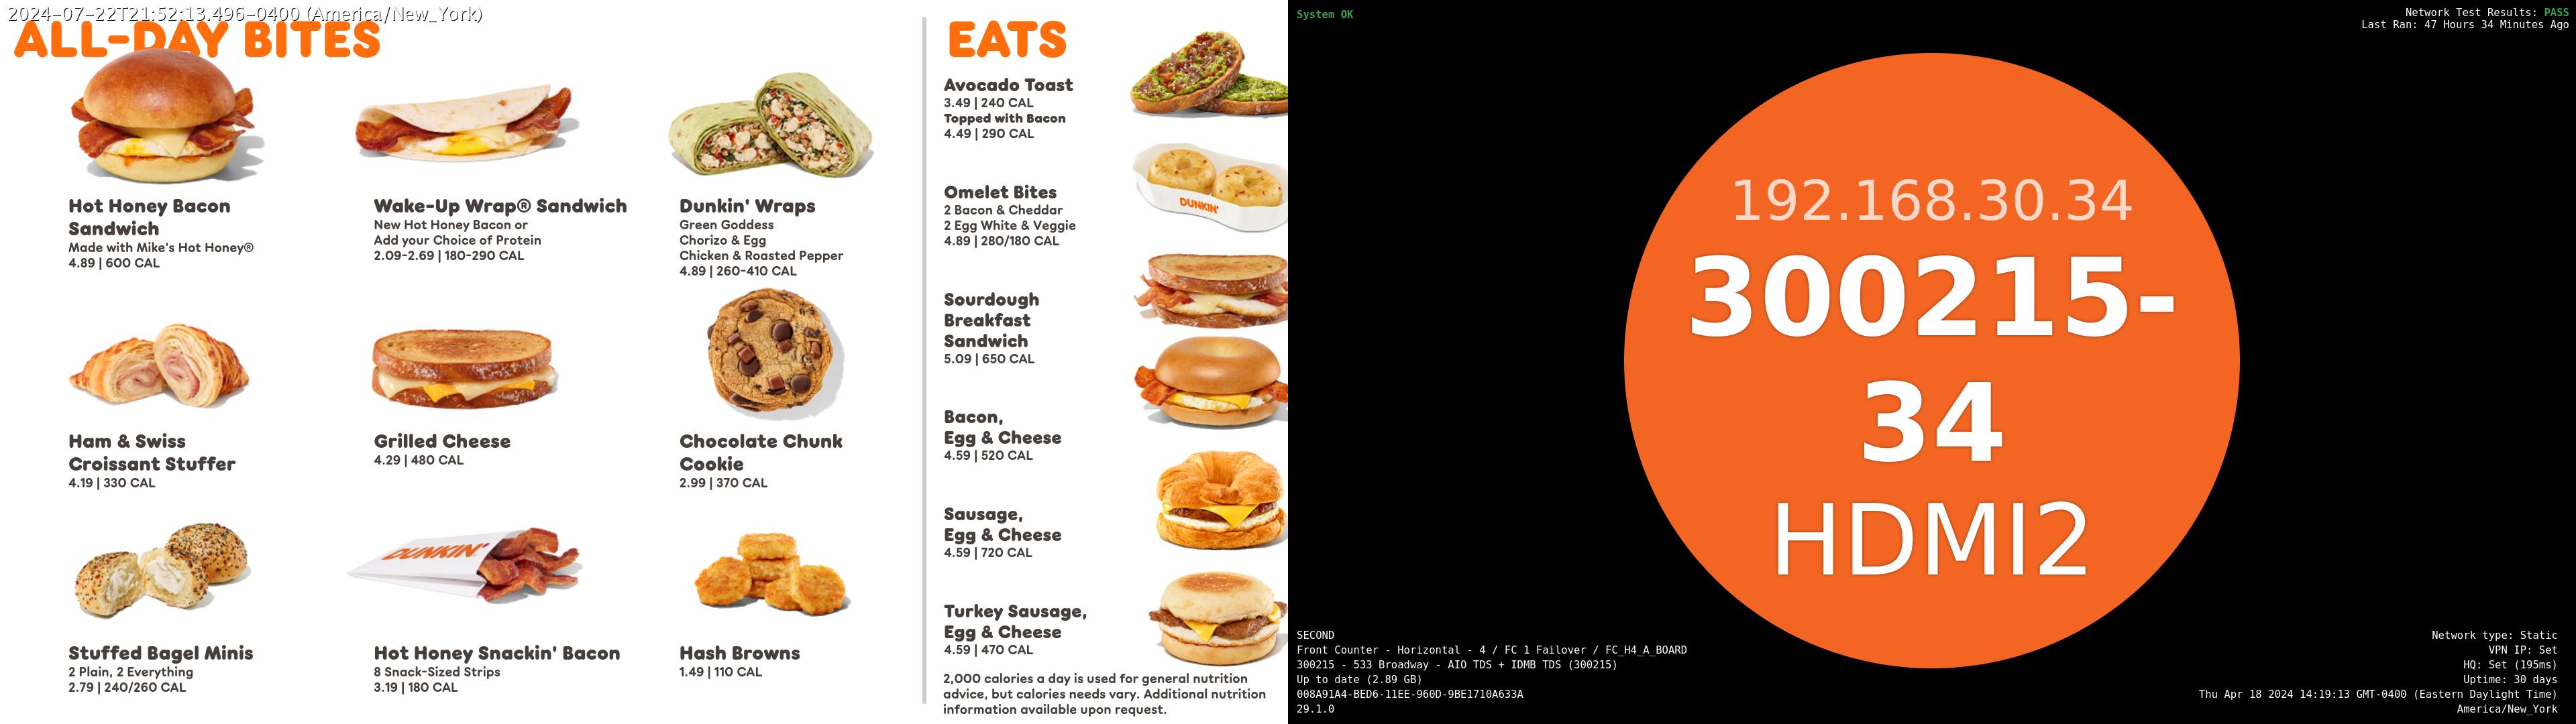 2024-07-22T21:52:13.496-0400 (America/New_York)
ALL-DAY BITES
Hot Honey Bacon
Sandwich
Made with Mike's Hot Honey®
4.89 | 600 CAL
Wake-Up Wrap® Sandwich
New Hot Honey Bacon or
Add your Choice of Protein
2.09-2.69 | 180-290 CAL
Dunkin' Wraps
Green Goddess
Chorizo & Egg
Chicken & Roasted Pepper
4.89 | 260-410 CAL
Ham & Swiss
Croissant Stuffer
4.19 | 330 CAL
Grilled Cheese
4.29 | 480 CAL
Chocolate Chunk
Cookie
2.99 | 370 CAL
DUNKIN'
Stuffed Bagel Minis
2 Plain, 2 Everything
2.79 | 240/260 CAL
Hot Honey Snackin' Bacon
8 Snack-Sized Strips
3.19 | 180 CAL
Hash Browns
1.49 | 110 CAL
EATS
Avocado Toast
3.49 | 240 CAL
Topped with Bacon
4.49 | 290 CAL
DUNKIN'
Omelet Bites
2 Bacon & Cheddar
2 Egg White & Veggie
4.89 | 280/180 CAL
Sourdough
Breakfast
Sandwich
5.09 | 650 CAL
Bacon,
Egg & Cheese
4.59 | 520 CAL
Sausage,
Egg & Cheese
4.59 | 720 CAL
Turkey Sausage,
Egg & Cheese
4.59 | 470 CAL
2,000 calories a day is used for general nutrition
advice, but calories needs vary. Additional nutrition
information available upon request.
System OK
Network Test Results: PASS
Last Ran: 47 Hours 34 Minutes Ago
192.168.30.34
300215-
34
HDMI2
SECOND
Front Counter - Horizontal - 4 / FC 1 Failover / FC_H4_A_BOARD
300215 - 533 Broadway - AIO TDS + IDMB TDS (300215)
Up to date (2.89 GB)
008A91A4-BED6-11EE-960D-9BE1710A633A
29.1.0
Network type: Static
VPN IP: Set
HQ: Set (195ms)
Uptime: 30 days
Thu Apr 18 2024 14:19:13 GMT-0400 (Eastern Daylight Time)
America/New_York